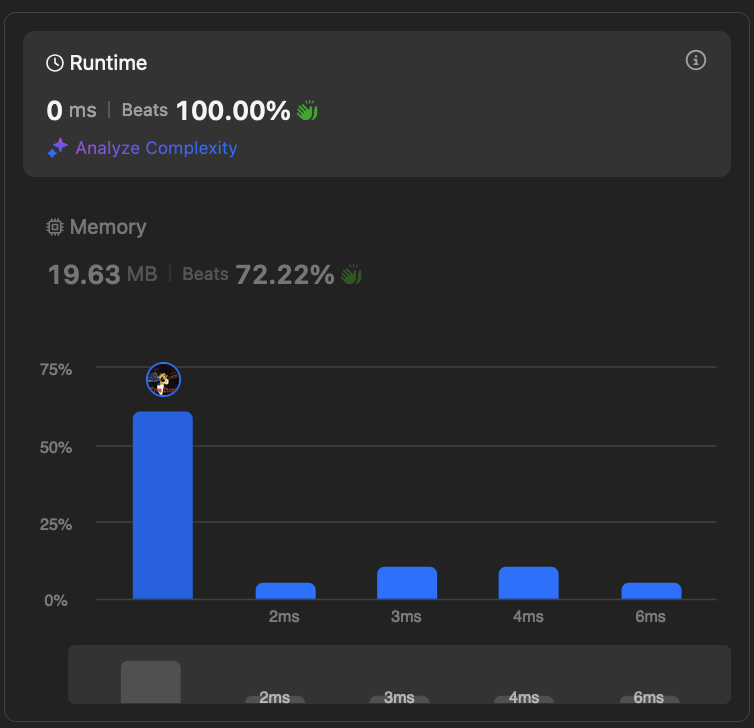 Runtime
0 ms | Beats 100.00%
Analyze Complexity
Memory
19.63 MB | Beats 72.22%
75%
50%
25%
0%
2ms 3ms 4ms 6ms
2ms 3ms 4ms 6ms